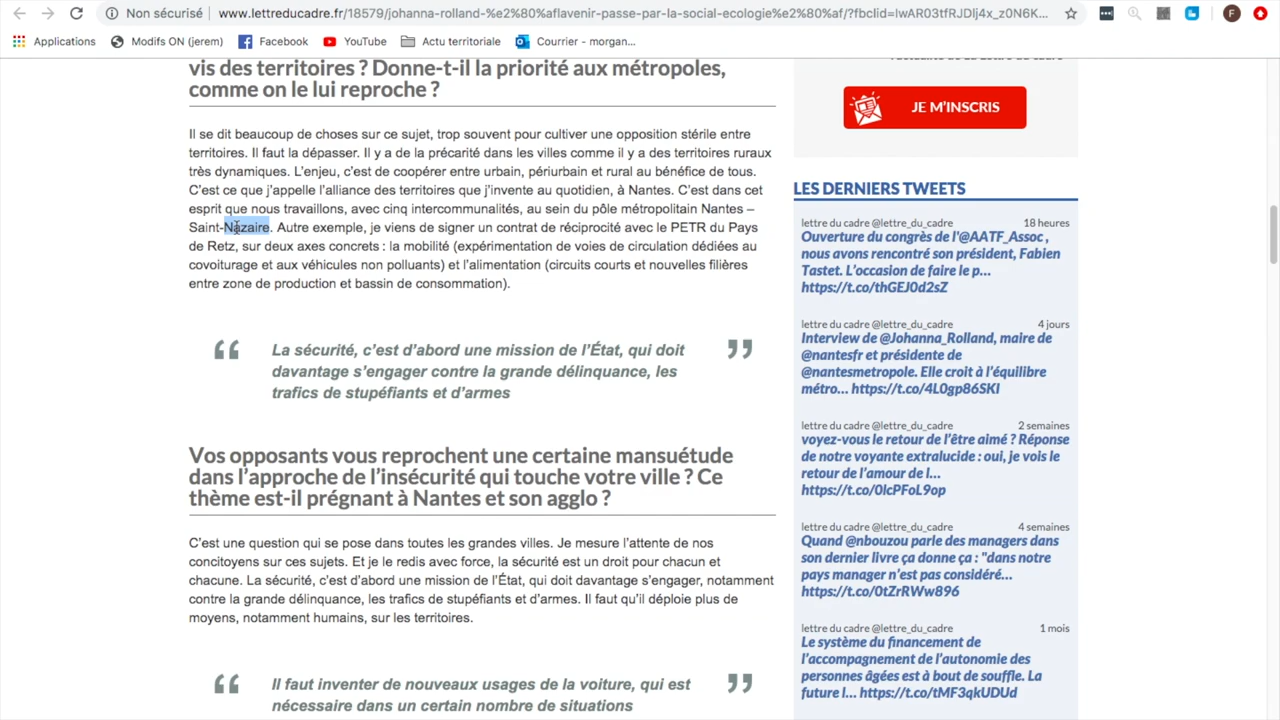 Non sécurisé | www.lettreducadre.fr/18579/johanna-rolland-%e2%80%aflavenir-passe-par-la-social-ecologie%e2%80%af/?fbclid=IwAR03tfRJDlj4x_z0N6K...
F
Applications
Modifs ON (jerem)
Facebook
YouTube
Actu territoriale
Courrier - morgan...
vis des territoires ? Donne-t-il la priorité aux métropoles,
comme on le lui reproche ?
Il se dit beaucoup de choses sur ce sujet, trop souvent pour cultiver une opposition stérile entre
territoires. Il faut la dépasser. Il y a de la précarité dans les villes comme il y a des territoires ruraux
très dynamiques. L’enjeu, c’est de coopérer entre urbain, périurbain et rural au bénéfice de tous.
C’est ce que j’appelle l’alliance des territoires que j’invente au quotidien, à Nantes. C’est dans cet
esprit que nous travaillons, avec cinq intercommunalités, au sein du pôle métropolitain Nantes –
Saint-Nazaire. Autre exemple, je viens de signer un contrat de réciprocité avec le PETR du Pays
de Retz, sur deux axes concrets : la mobilité (expérimentation de voies de circulation dédiées au
covoiturage et aux véhicules non polluants) et l’alimentation (circuits courts et nouvelles filières
entre zone de production et bassin de consommation).
“ La sécurité, c’est d’abord une mission de l’État, qui doit ”
davantage s’engager contre la grande délinquance, les
trafics de stupéfiants et d’armes
Vos opposants vous reprochent une certaine mansuétude
dans l’approche de l’insécurité qui touche votre ville ? Ce
thème est-il prégnant à Nantes et son agglo ?
C’est une question qui se pose dans toutes les grandes villes. Je mesure l’attente de nos
concitoyens sur ces sujets. Et je le redis avec force, la sécurité est un droit pour chacun et
chacune. La sécurité, c’est d’abord une mission de l’État, qui doit davantage s’engager, notamment
contre la grande délinquance, les trafics de stupéfiants et d’armes. Il faut qu’il déploie plus de
moyens, notamment humains, sur les territoires.
“ Il faut inventer de nouveaux usages de la voiture, qui est ”
nécessaire dans un certain nombre de situations
JE M’INSCRIS
LES DERNIERS TWEETS
lettre du cadre @lettre_du_cadre 18 heures
Ouverture du congrès de l'@AATF_Assoc ,
nous avons rencontré son président, Fabien
Tastet. L’occasion de faire le p...
https://t.co/thGEJ0d2sZ
lettre du cadre @lettre_du_cadre 4 jours
Interview de @Johanna_Rolland, maire de
@nantesfr et présidente de
@nantesmetropole. Elle croit à l’équilibre
métro... https://t.co/4L0gp86SKI
lettre du cadre @lettre_du_cadre 2 semaines
voyez-vous le retour de l’être aimé ? Réponse
de notre voyante extralucide : oui, je vois le
retour de l’amour de l...
https://t.co/0lcPFoL9op
lettre du cadre @lettre_du_cadre 4 semaines
Quand @nbouzou parle des managers dans
son dernier livre ça donne ça : "dans notre
pays manager n’est pas considéré...
https://t.co/0tZrRWw896
lettre du cadre @lettre_du_cadre 1 mois
Le système du financement de
l’accompagnement de l’autonomie des
personnes âgées est à bout de souffle. La
future l... https://t.co/tMF3qkUDUd